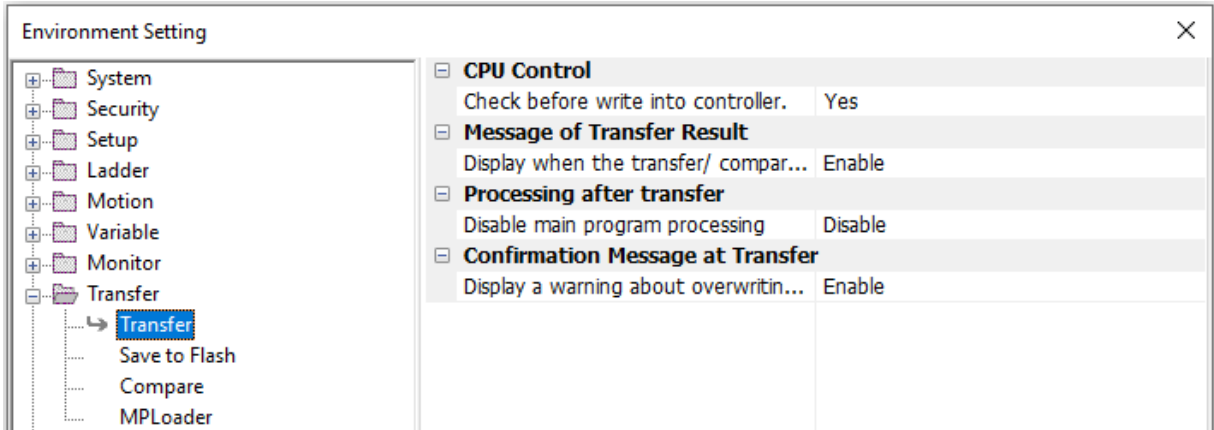 Environment Setting
System
Security
Setup
Ladder
Motion
Variable
Monitor
Transfer
Transfer
Save to Flash
Compare
MPLoader
CPU Control
Check before write into controller. Yes
Message of Transfer Result
Display when the transfer/ compar... Enable
Processing after transfer
Disable main program processing Disable
Confirmation Message at Transfer
Display a warning about overwritin... Enable